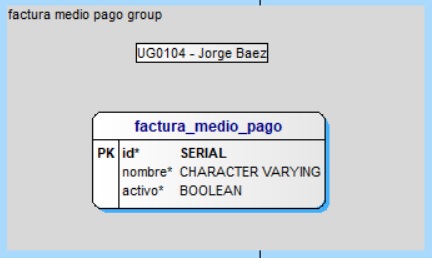 factura medio pago group
UG0104 - Jorge Baez
factura_medio_pago
PK id* SERIAL
nombre* CHARACTER VARYING
activo* BOOLEAN